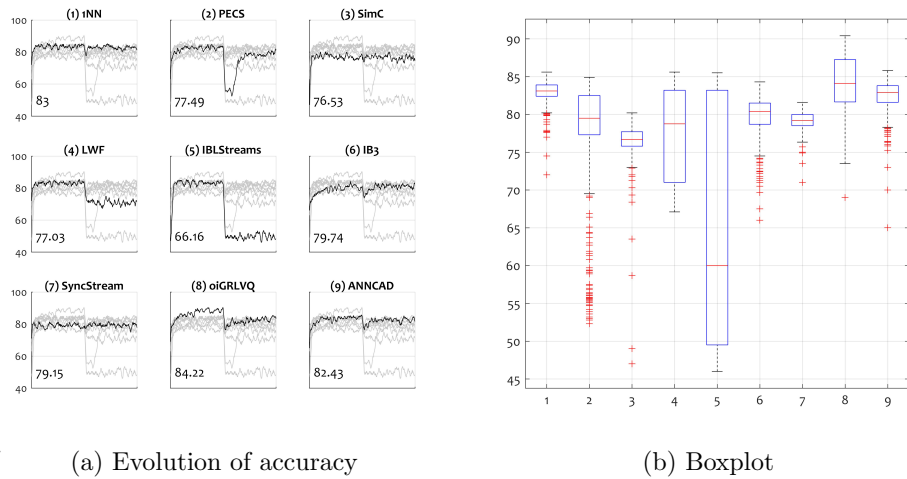 (1) 1NN
(2) PECS
(3) SimC
100
80
60
40
83
77.49
76.53
(4) LWF
(5) IBLStreams
(6) IB3
100
80
60
40
77.03
66.16
79.74
(7) SyncStream
(8) oiGRLVQ
(9) ANNCAD
100
80
60
40
79.15
84.22
82.43
(a) Evolution of accuracy
90
85
80
75
70
65
60
55
50
45
1 2 3 4 5 6 7 8 9
(b) Boxplot